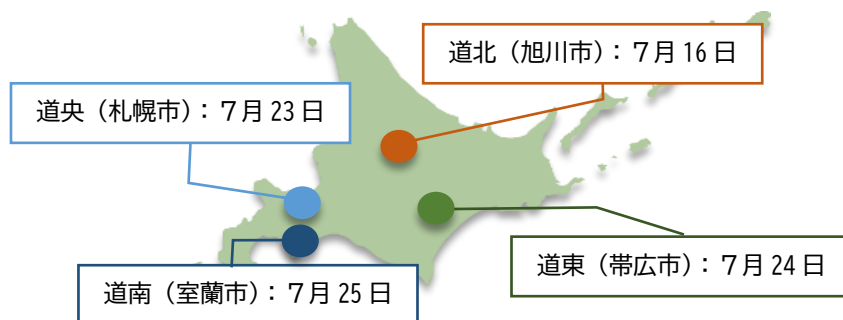 道北（旭川市）：７月 16 日
道央（札幌市）：７月 23 日
道東（帯広市）：７月 24 日
道南（室蘭市）：７月 25 日